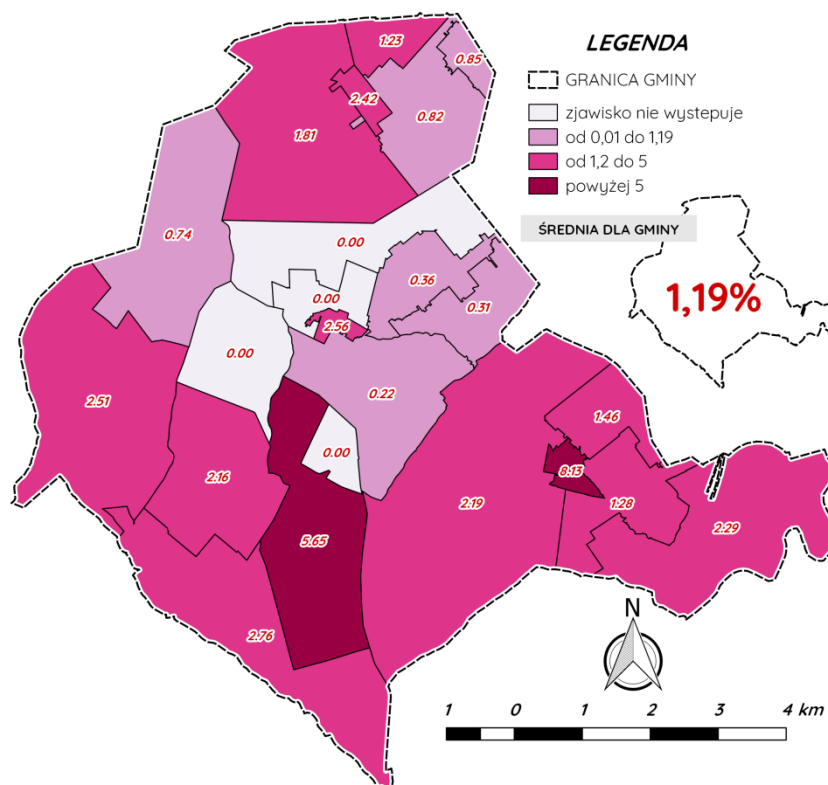 LEGENDA
GRANICA GMINY
zjawisko nie wystepuje
od 0,01 do 1,19
od 1,2 do 5
powyżej 5
ŚREDNIA DLA GMINY
1,19%
1.23
0.85
2.42
0.82
1.81
0.74
0.00
0.36
0.00
0.31
2.56
0.00
0.22
2.51
1.46
0.00
8.13
2.16
2.19
1.28
2.29
5.65
2.76
N
1 0 1 2 3 4 km